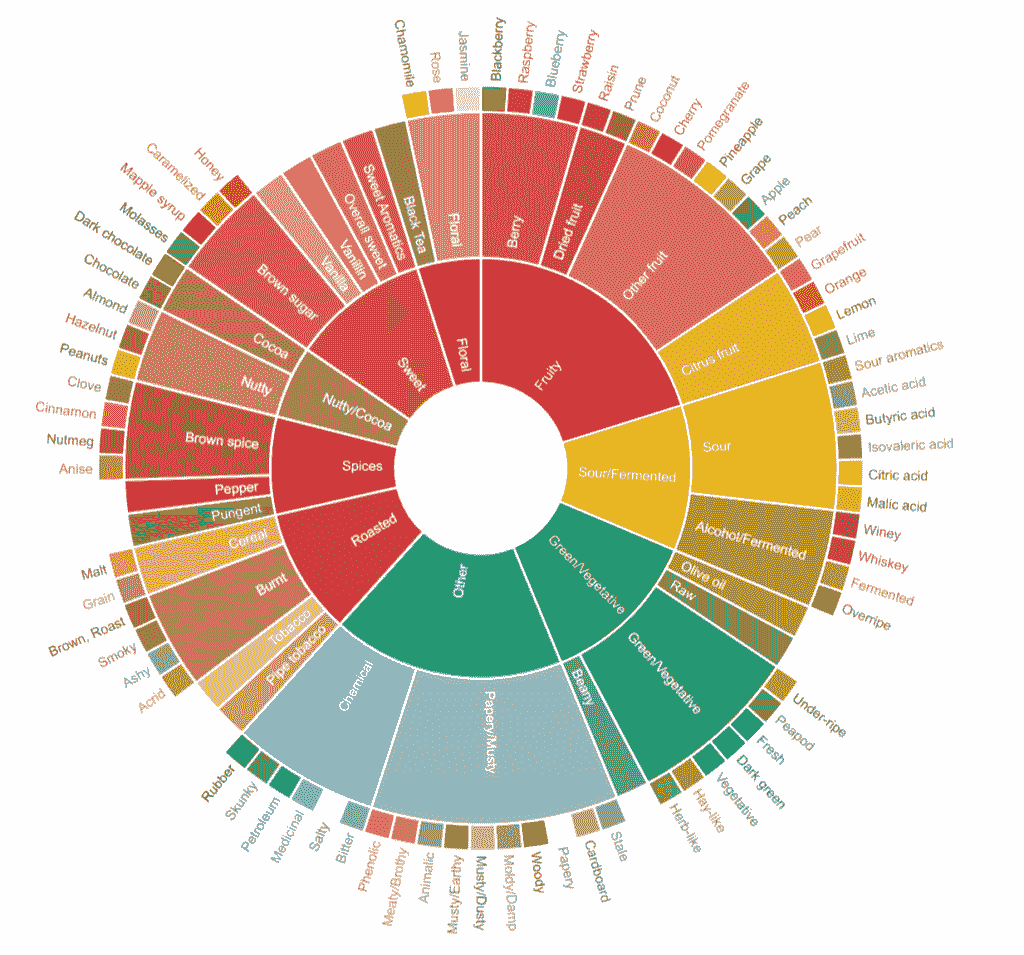 Fruity
Sour/Fermented
Green/Vegetative
Other
Roasted
Spices
Nutty/Cocoa
Sweet
Floral
Berry
Dried fruit
Other fruit
Citrus fruit
Sour
Alcohol/Fermented
Olive oil
Raw
Green/Vegetative
Beany
Papery/Musty
Chemical
Pipe tobacco
Tobacco
Burnt
Cereal
Pungent
Pepper
Brown spice
Nutty
Cocoa
Brown sugar
Vanilla
Vanillin
Overall sweet
Sweet Aromatics
Black Tea
Floral
Blackberry
Raspberry
Blueberry
Strawberry
Raisin
Prune
Coconut
Cherry
Pomegranate
Pineapple
Grape
Apple
Peach
Pear
Grapefruit
Orange
Lemon
Lime
Sour aromatics
Acetic acid
Butyric acid
Isovaleric acid
Citric acid
Malic acid
Winey
Whiskey
Fermented
Overripe
Under-ripe
Peapod
Fresh
Dark green
Vegetative
Hay-like
Herb-like
Stale
Cardboard
Papery
Woody
Moldy/Damp
Musty/Dusty
Musty/Earthy
Animalic
Meaty/Brothy
Phenolic
Bitter
Salty
Medicinal
Petroleum
Skunky
Rubber
Acrid
Ashy
Smoky
Brown, Roast
Grain
Malt
Anise
Nutmeg
Cinnamon
Clove
Peanuts
Hazelnut
Almond
Chocolate
Dark chocolate
Molasses
Mapple syrup
Caramelized
Honey
Chamomile
Rose
Jasmine